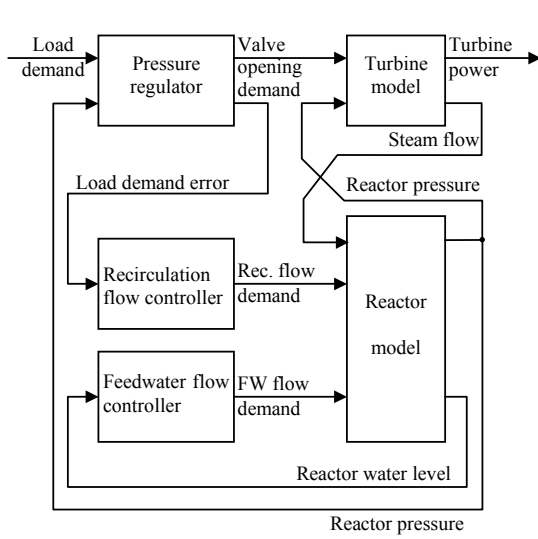 Load
demand
Pressure
regulator
Valve
opening
demand
Turbine
model
Turbine
power
Steam flow
Load demand error
Reactor pressure
Recirculation
flow controller
Rec. flow
demand
Reactor
model
Feedwater flow
controller
FW flow
demand
Reactor water level
Reactor pressure